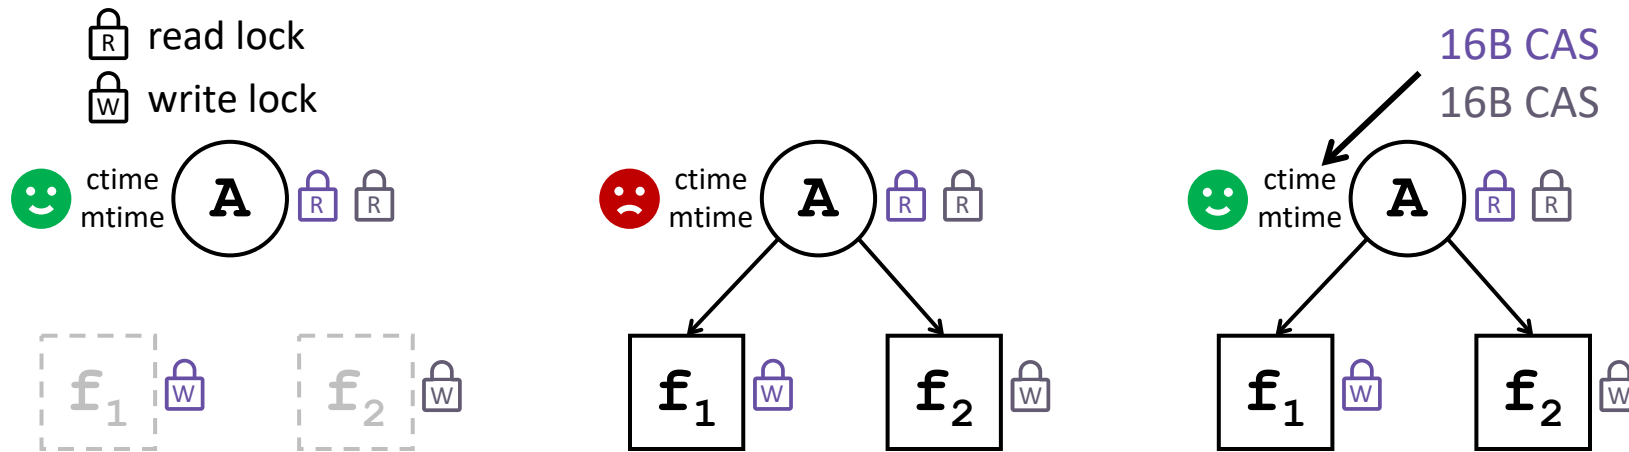 R read lock
W write lock
ctime
mtime
A
R
R
f1
W
f2
W
ctime
mtime
A
R
R
f1
W
f2
W
16B CAS
16B CAS
ctime
mtime
A
R
R
f1
W
f2
W